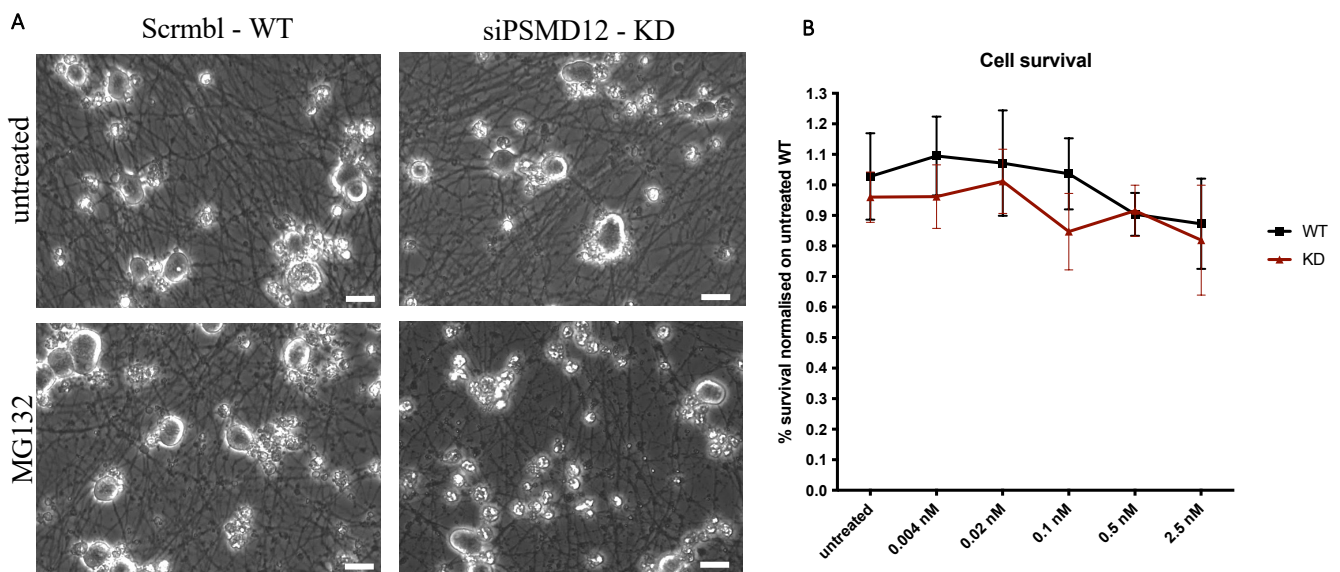 A
Scrmbl - WT
siPSMD12 - KD
untreated
MG132
B
Cell survival
% survival normalised on untreated WT
1.3
1.2
1.1
1.0
0.9
0.8
0.7
0.6
0.5
0.4
0.3
0.2
0.1
0.0
untreated
0.004 nM
0.02 nM
0.1 nM
0.5 nM
2.5 nM
WT
KD